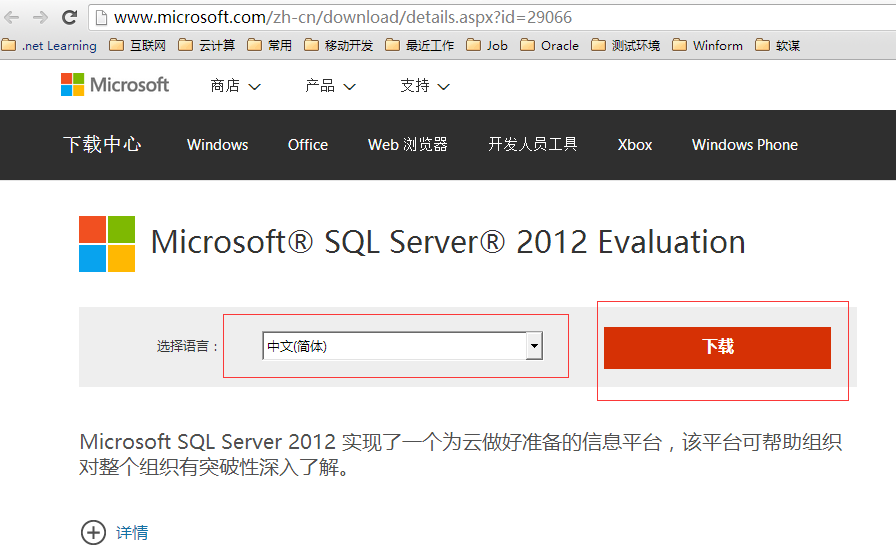 www.microsoft.com/zh-cn/download/details.aspx?id=29066
.net Learning 互联网 云计算 常用 移动开发 最近工作 Job Oracle 测试环境 Winform 软谋
Microsoft 商店 产品 支持
下载中心 Windows Office Web 浏览器 开发人员工具 Xbox Windows Phone
Microsoft® SQL Server® 2012 Evaluation
选择语言： 中文(简体) 下载
Microsoft SQL Server 2012 实现了一个为云做好准备的信息平台，该平台可帮助组织
对整个组织有突破性深入了解。
详情